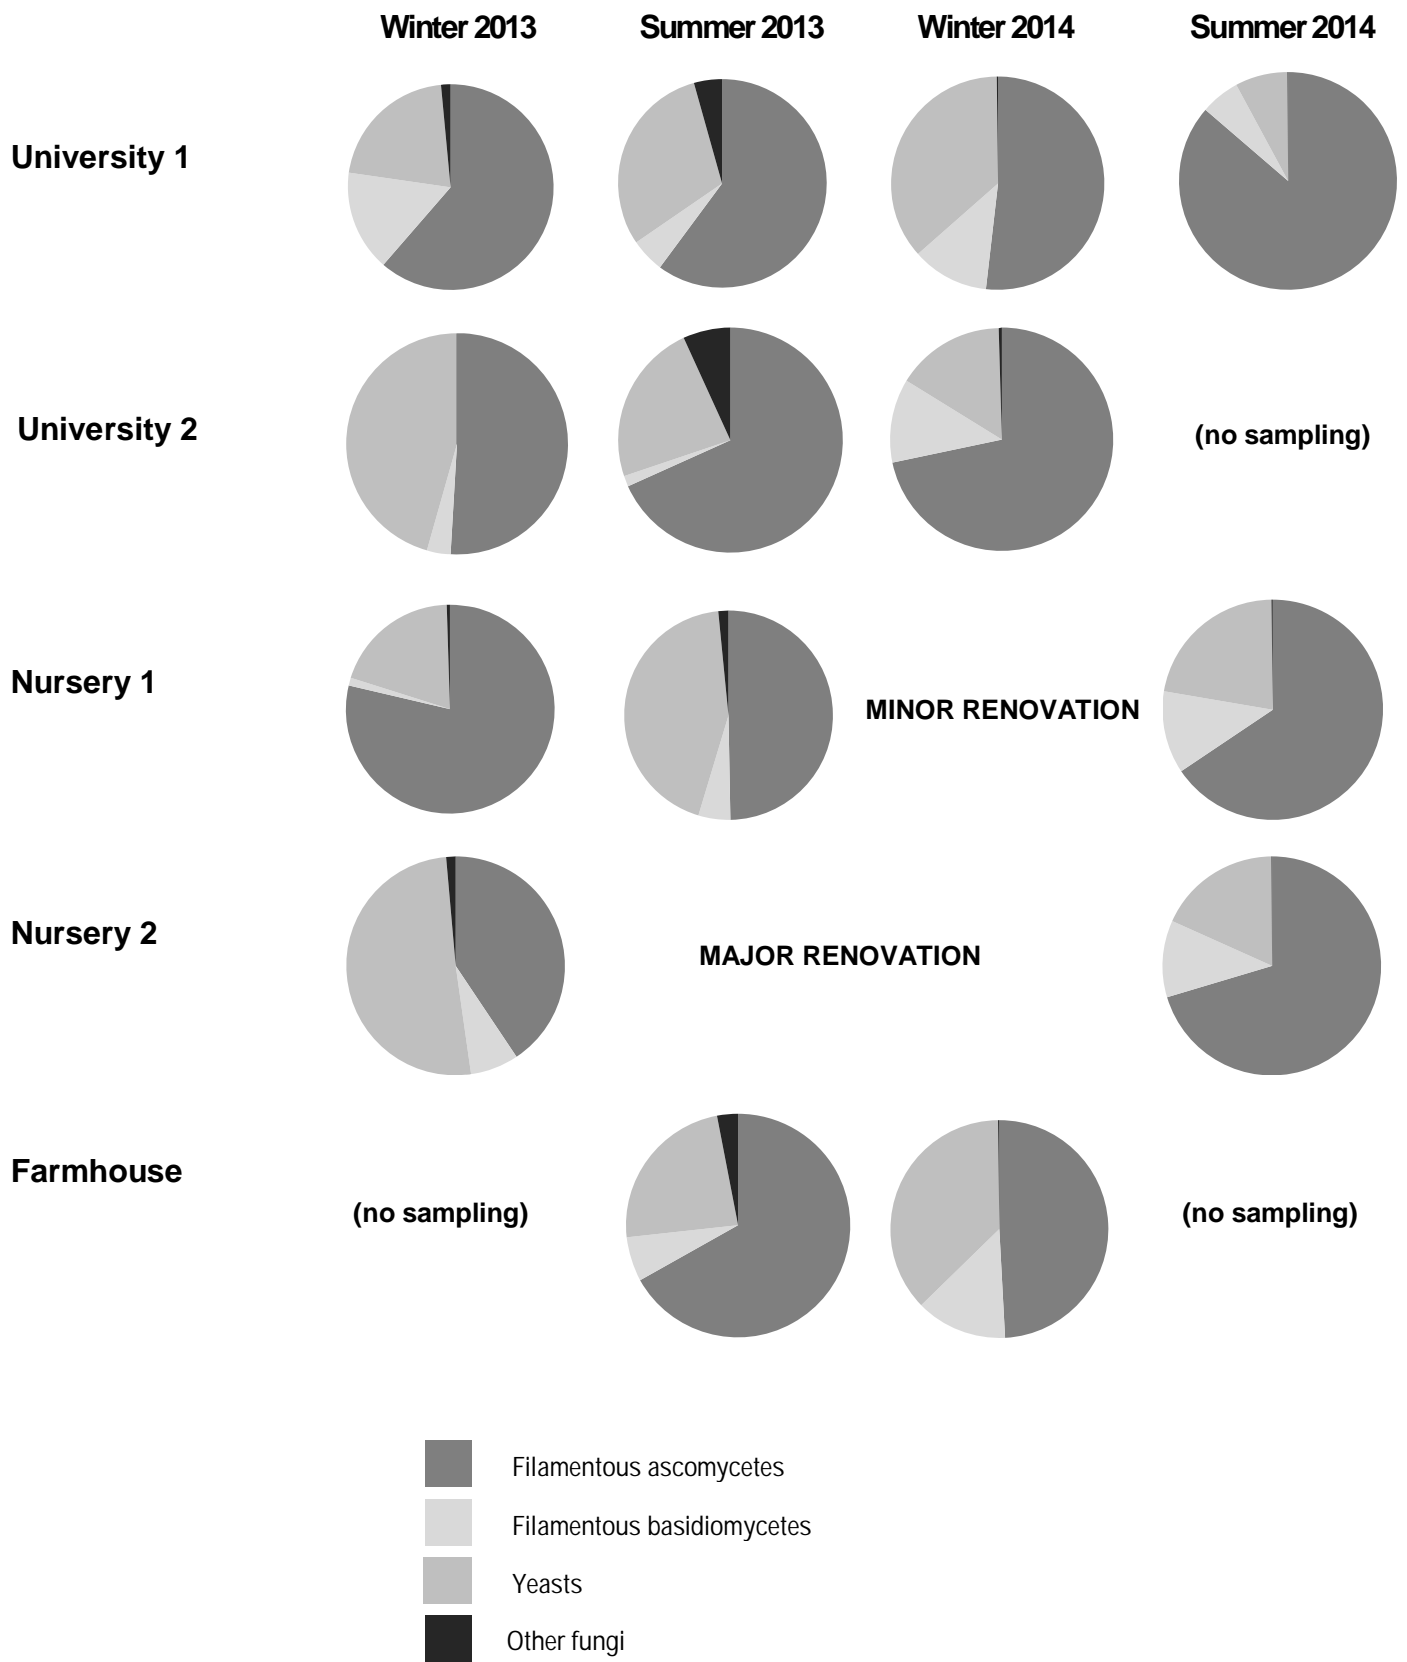 Winter 2013 Summer 2013 Winter 2014 Summer 2014
University 1
University 2
(no sampling)
Nursery 1
MINOR RENOVATION
Nursery 2
MAJOR RENOVATION
Farmhouse
(no sampling) (no sampling)
Filamentous ascomycetes
Filamentous basidiomycetes
Yeasts
Other fungi